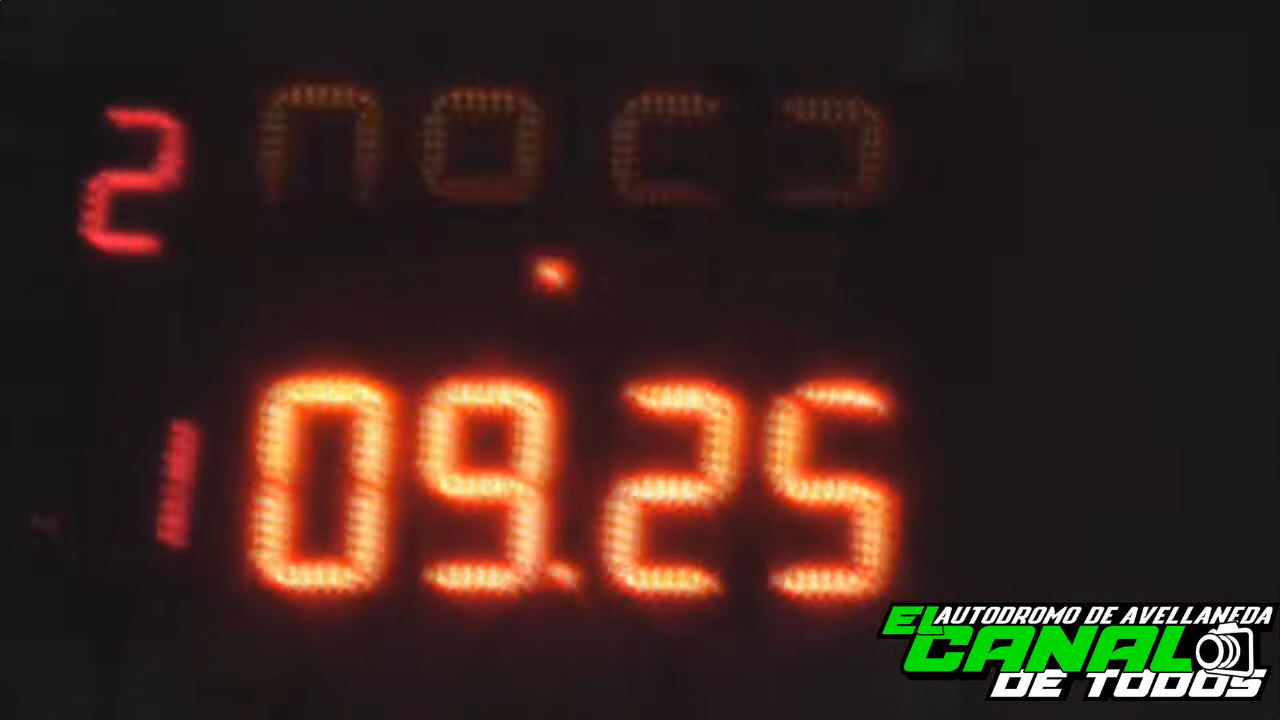 2
1 09.25
EL AUTODROMO DE AVELLANEDA
CANAL
DE TODOS